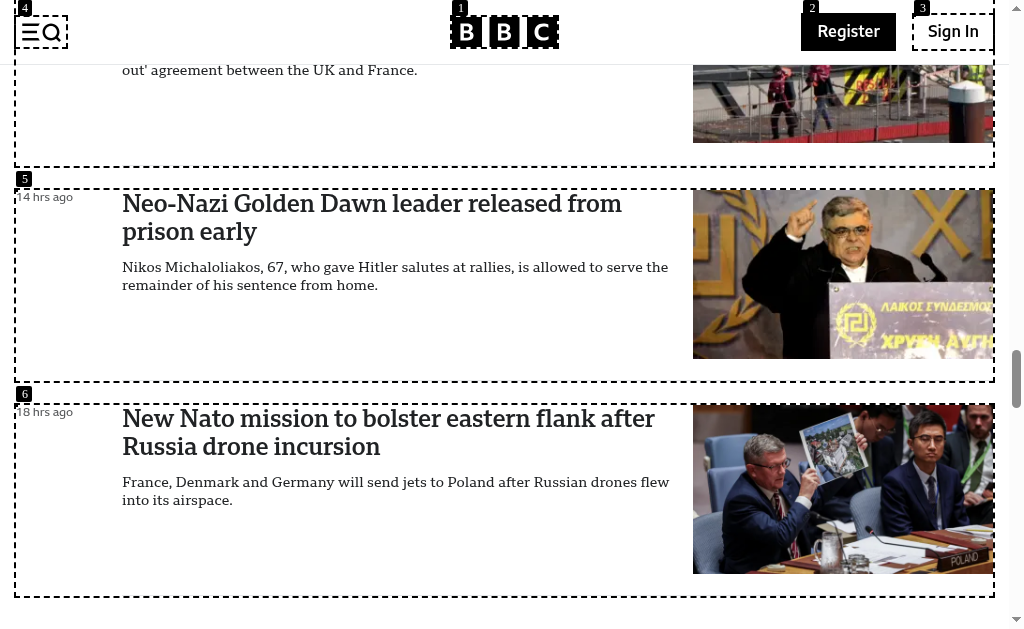 4
1
2
3
BBC
Register
Sign In
out' agreement between the UK and France.
5
14 hrs ago
Neo-Nazi Golden Dawn leader released from
prison early
Nikos Michaloliakos, 67, who gave Hitler salutes at rallies, is allowed to serve the
remainder of his sentence from home.
ΛΑΪΚΟΣ ΣΥΝΔΕΣΜΟΣ
ΧΡΥΣΗ ΑΥΓΗ
6
18 hrs ago
New Nato mission to bolster eastern flank after
Russia drone incursion
France, Denmark and Germany will send jets to Poland after Russian drones flew
into its airspace.
POLAND